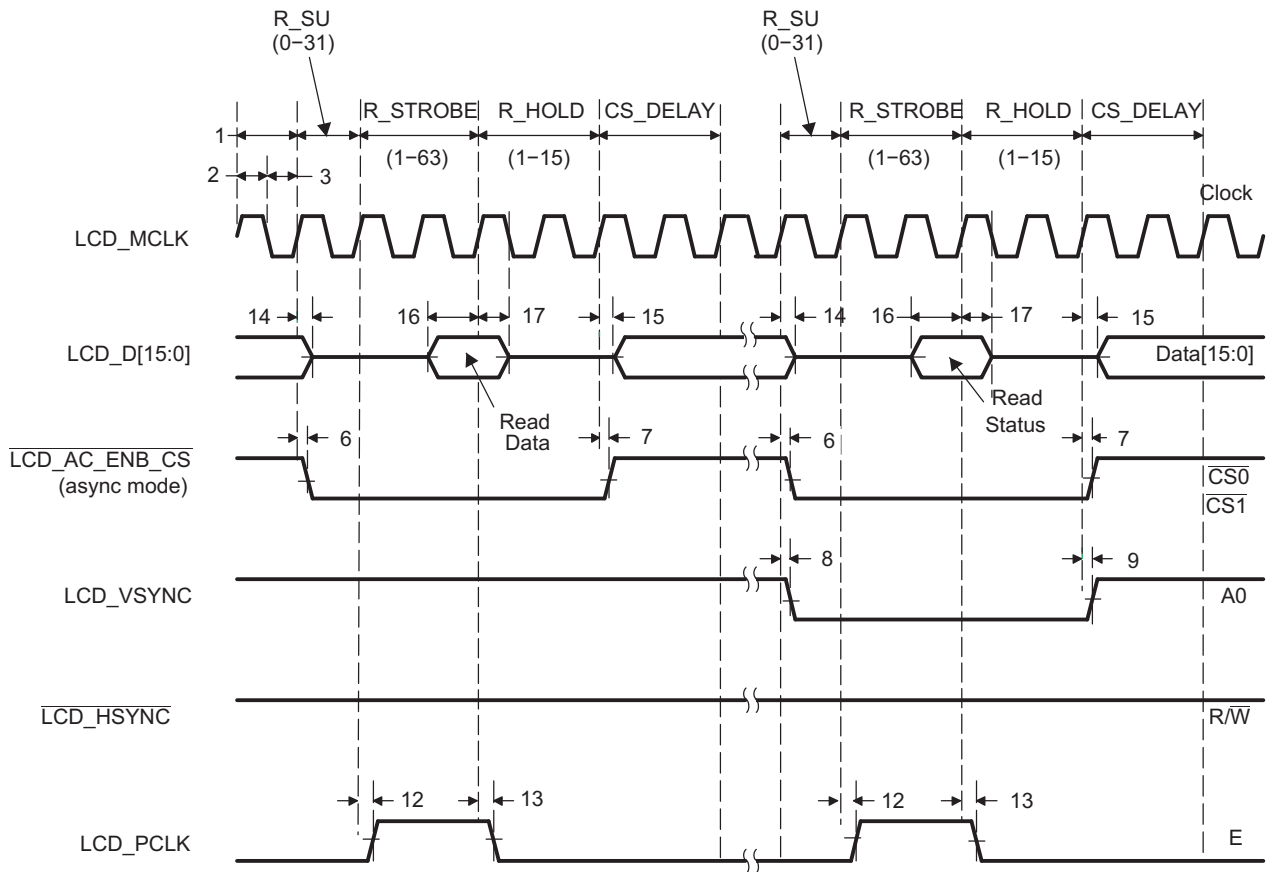 R_SU
(0−31)
R_SU
(0−31)
R_STROBE R_HOLD CS_DELAY R_STROBE R_HOLD CS_DELAY
1
(1−63) (1−15) (1−63) (1−15)
2 3
Clock
LCD_MCLK
14 16 17 15 14 16 17 15
LCD_D[15:0] Data[15:0]
Read
Data
Read
Status
6 7 6 7
LCD_AC_ENB_CS
(async mode)
CS0
CS1
8 9
LCD_VSYNC A0
LCD_HSYNC R/W
12 13 12 13
LCD_PCLK E